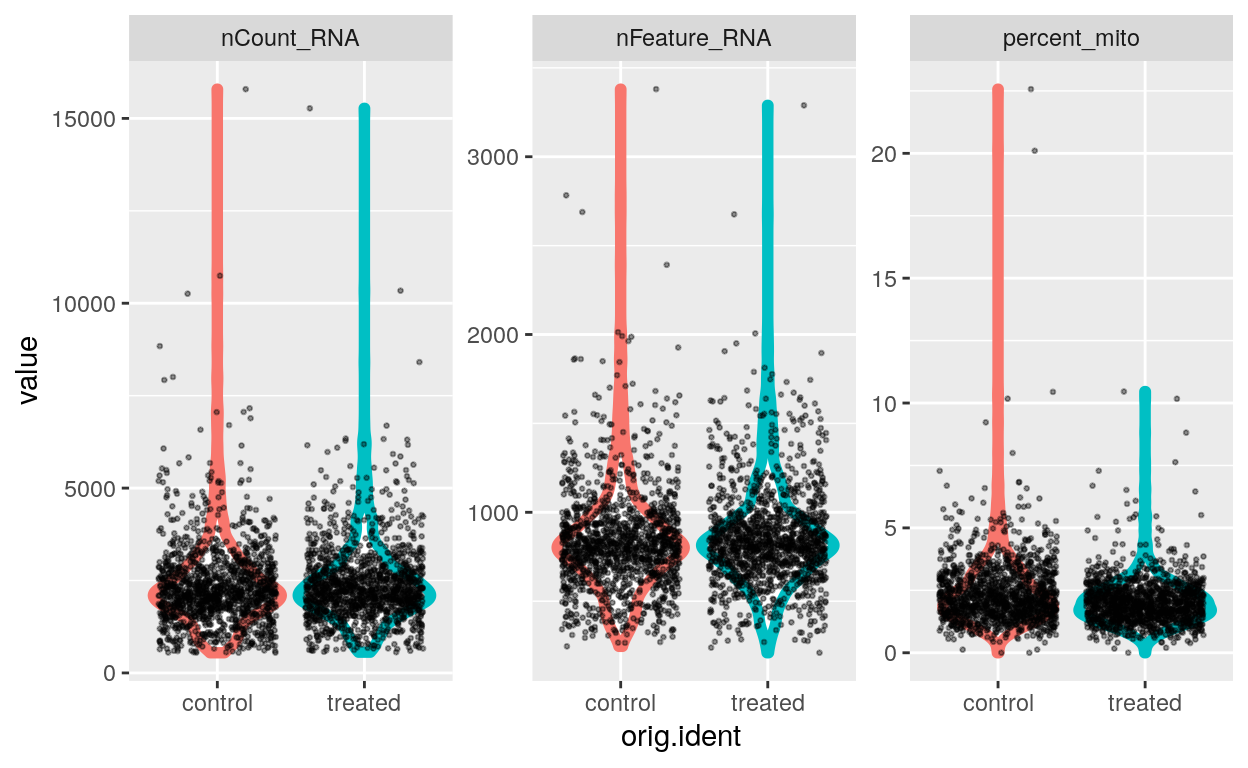 nCount_RNA
nFeature_RNA
percent_mito
value
15000
10000
5000
0
3000
2000
1000
20
15
10
5
0
control
treated
control
treated
control
treated
orig.ident